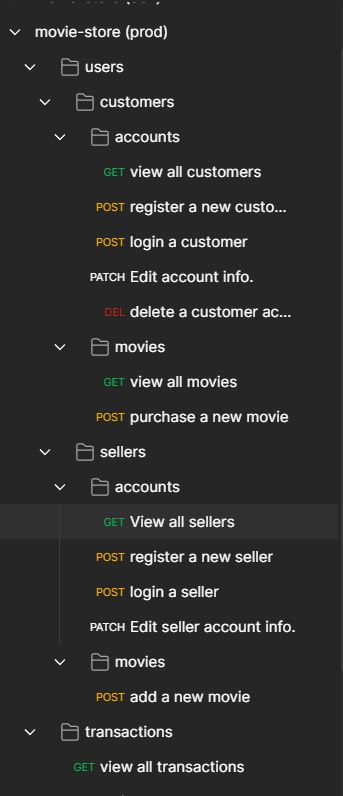 movie-store (prod)
users
customers
accounts
GET view all customers
POST register a new custo...
POST login a customer
PATCH Edit account info.
DEL delete a customer ac...
movies
GET view all movies
POST purchase a new movie
sellers
accounts
GET View all sellers
POST register a new seller
POST login a seller
PATCH Edit seller account info.
movies
POST add a new movie
transactions
GET view all transactions